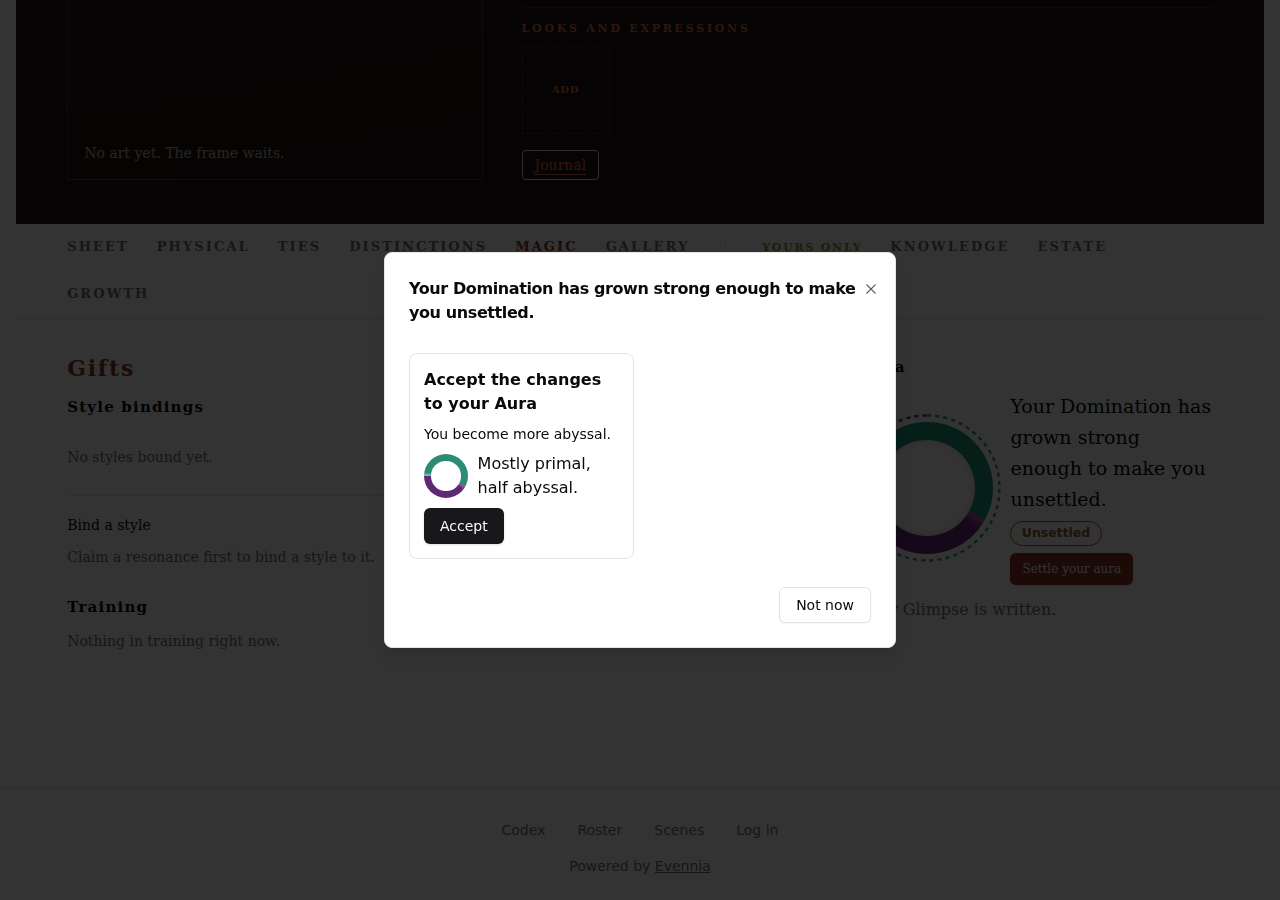 LOOKS AND EXPRESSIONS
ADD
No art yet. The frame waits.
Journal
SHEET PHYSICAL TIES DISTINCTIONS MAGIC GALLERY YOURS ONLY KNOWLEDGE ESTATE
GROWTH
Your Domination has grown strong enough to make
you unsettled.
Accept the changes
to your Aura
You become more abyssal.
Mostly primal,
half abyssal.
Accept
Not now
Gifts
Style bindings
No styles bound yet.
Bind a style
Claim a resonance first to bind a style to it.
Training
Nothing in training right now.
Your Domination has
grown strong
enough to make you
unsettled.
Unsettled
Settle your aura
Glimpse is written.
Codex Roster Scenes Log in
Powered by Evennia